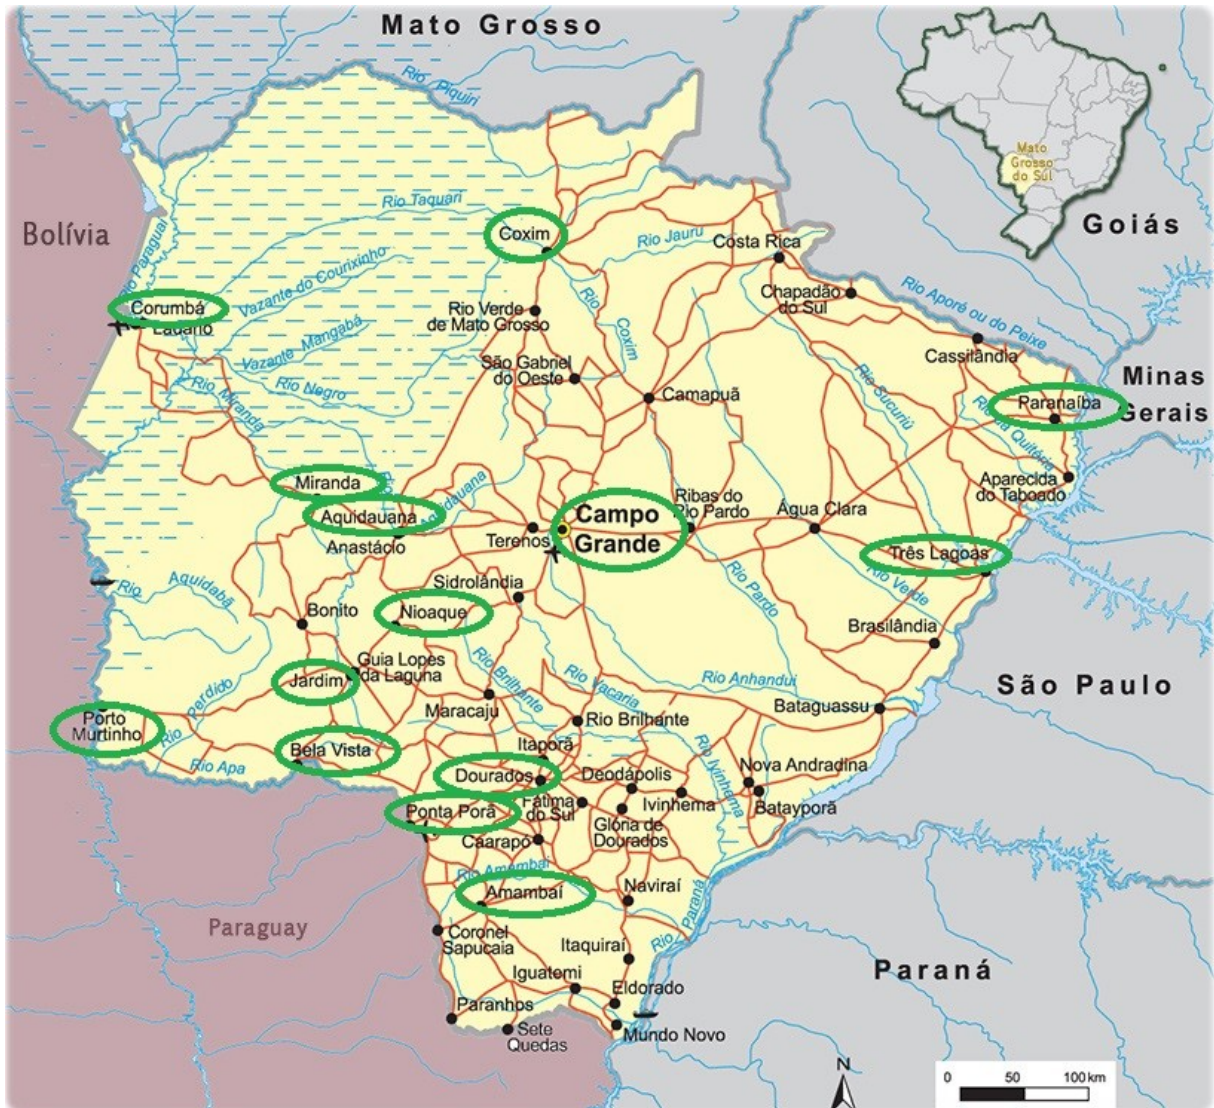 Mato Grosso
Rio Piquiri
Mato
Grosso
do Sul
Goiás
Bolívia
Rio Taquari
Coxim
Rio Jauru
Costa Rica
Rio Paraguai
Vazante do Courixinho
Chapadão
do Sul
Rio Aporé ou do Peixe
Corumbá
Ladário
Rio Verde
de Mato Grosso
Rio
Coxim
Vazante Mangabá
Cassilândia
São Gabriel
do Oeste
Rio Negro
Rio Miranda
Camapuã
Rio Sucuriú
Minas
Gerais
Paranaíba
Rio da Quitéria
Aparecida
do Taboado
Miranda
Aquidauana
Anastácio
Aquidauana
Campo
Grande
Terenos
Ribas do
Rio Pardo
Água Clara
Três Lagoas
Rio Verde
Rio Aquidabã
Sidrolândia
Rio Pardo
Bonito
Nioaque
Brasilândia
Guia Lopes
da Laguna
Jardim
Perdido
Rio
Rio Brilhante
Rio Vacaria
Rio Anhandui
São Paulo
Maracaju
Bataguassu
Porto
Murtinho
Rio Brilhante
Bela Vista
Rio Apa
Itaporã
Dourados
Deodápolis
Rio Ivinhema
Nova Andradina
Ivinhema
Batayporã
Ponta Porã
Fátima
do Sul
Glória de
Dourados
Caarapó
Rio Amambai
Amambaí
Naviraí
Rio Paraná
Paraguay
Coronel
Sapucaia
Itaquiraí
Paraná
Iguatemi
Eldorado
Paranhos
Sete
Quedas
Mundo Novo
N
0 50 100 km